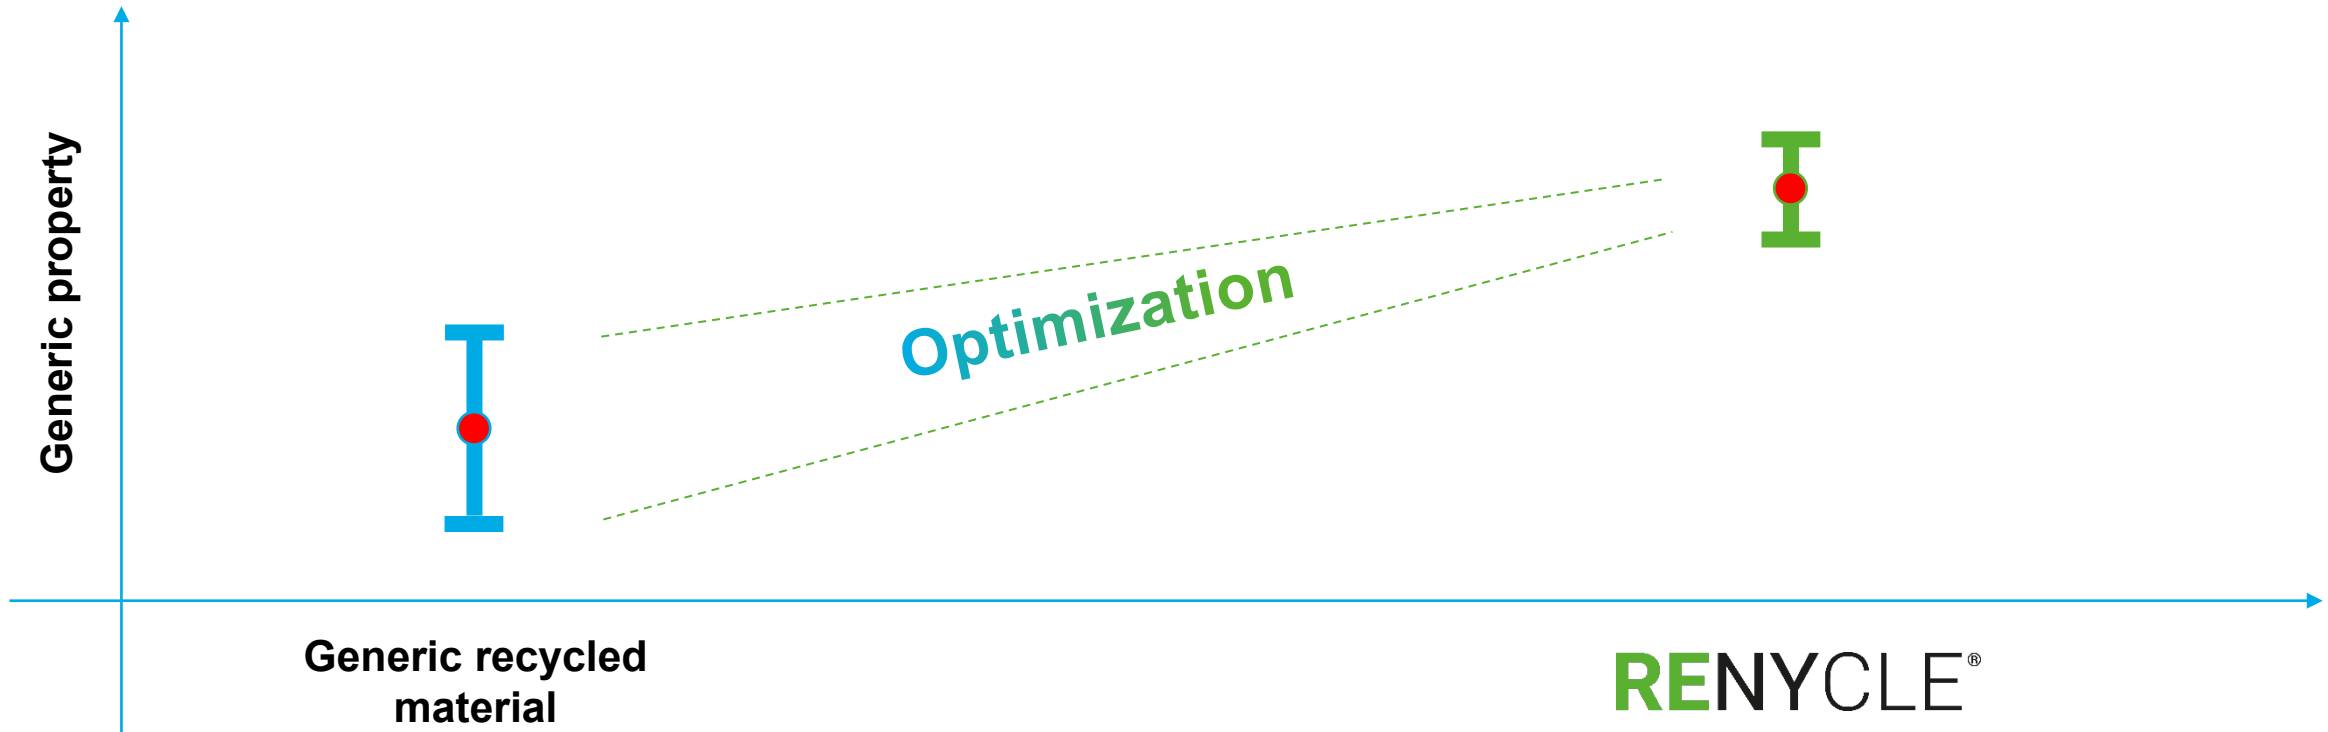 Generic property
Optimization
Generic recycled
material
RENYCLE®